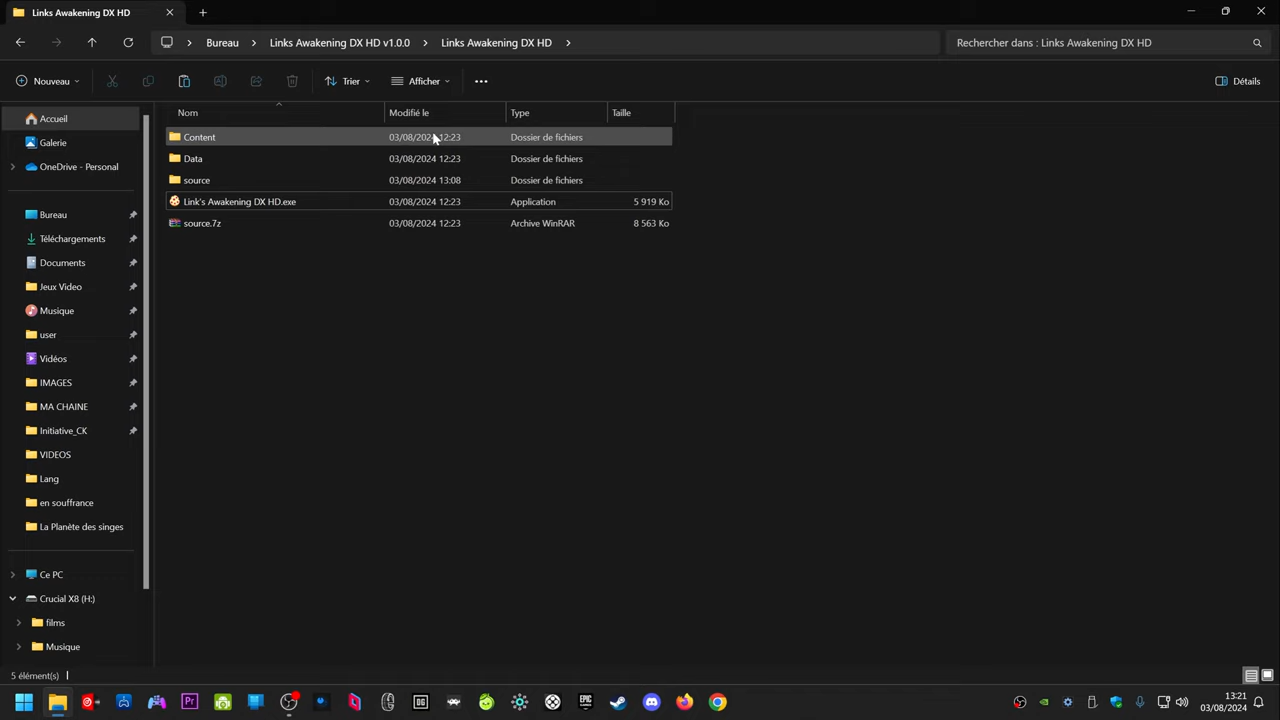 Links Awakening DX HD
Bureau > Links Awakening DX HD v1.0.0 > Links Awakening DX HD >
Rechercher dans : Links Awakening DX HD
Nouveau
Trier
Afficher
Détails
Nom Modifié le Type Taille
Content 03/08/2024 12:23 Dossier de fichiers
Data 03/08/2024 12:23 Dossier de fichiers
source 03/08/2024 13:08 Dossier de fichiers
Link's Awakening DX HD.exe 03/08/2024 12:23 Application 5 919 Ko
source.7z 03/08/2024 12:23 Archive WinRAR 8 563 Ko
Accueil
Galerie
OneDrive - Personal
Bureau
Téléchargements
Documents
Jeux Video
Musique
user
Vidéos
IMAGES
MA CHAINE
Initiative_CK
VIDEOS
Lang
en souffrance
La Planète des singes
Ce PC
Crucial X8 (H:)
films
Musique
5 élément(s)
Pr
EPIC
13:21
03/08/2024